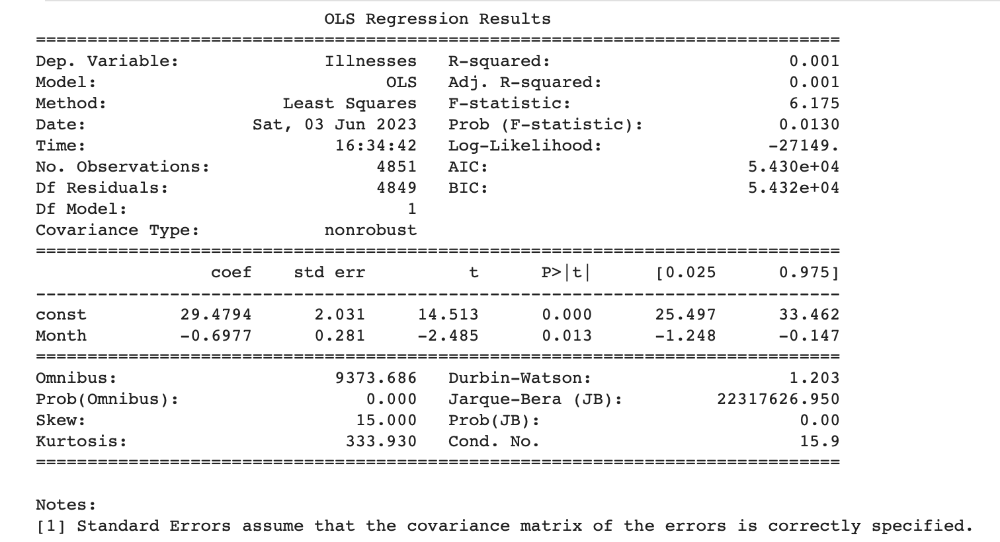 OLS Regression Results
==============================================================================
Dep. Variable: Illnesses R-squared: 0.001
Model: OLS Adj. R-squared: 0.001
Method: Least Squares F-statistic: 6.175
Date: Sat, 03 Jun 2023 Prob (F-statistic): 0.0130
Time: 16:34:42 Log-Likelihood: -27149.
No. Observations: 4851 AIC: 5.430e+04
Df Residuals: 4849 BIC: 5.432e+04
Df Model: 1
Covariance Type: nonrobust
==============================================================================
coef std err t P>|t| [0.025 0.975]
------------------------------------------------------------------------------
const 29.4794 2.031 14.513 0.000 25.497 33.462
Month -0.6977 0.281 -2.485 0.013 -1.248 -0.147
==============================================================================
Omnibus: 9373.686 Durbin-Watson: 1.203
Prob(Omnibus): 0.000 Jarque-Bera (JB): 22317626.950
Skew: 15.000 Prob(JB): 0.00
Kurtosis: 333.930 Cond. No. 15.9
==============================================================================
Notes:
[1] Standard Errors assume that the covariance matrix of the errors is correctly specified.